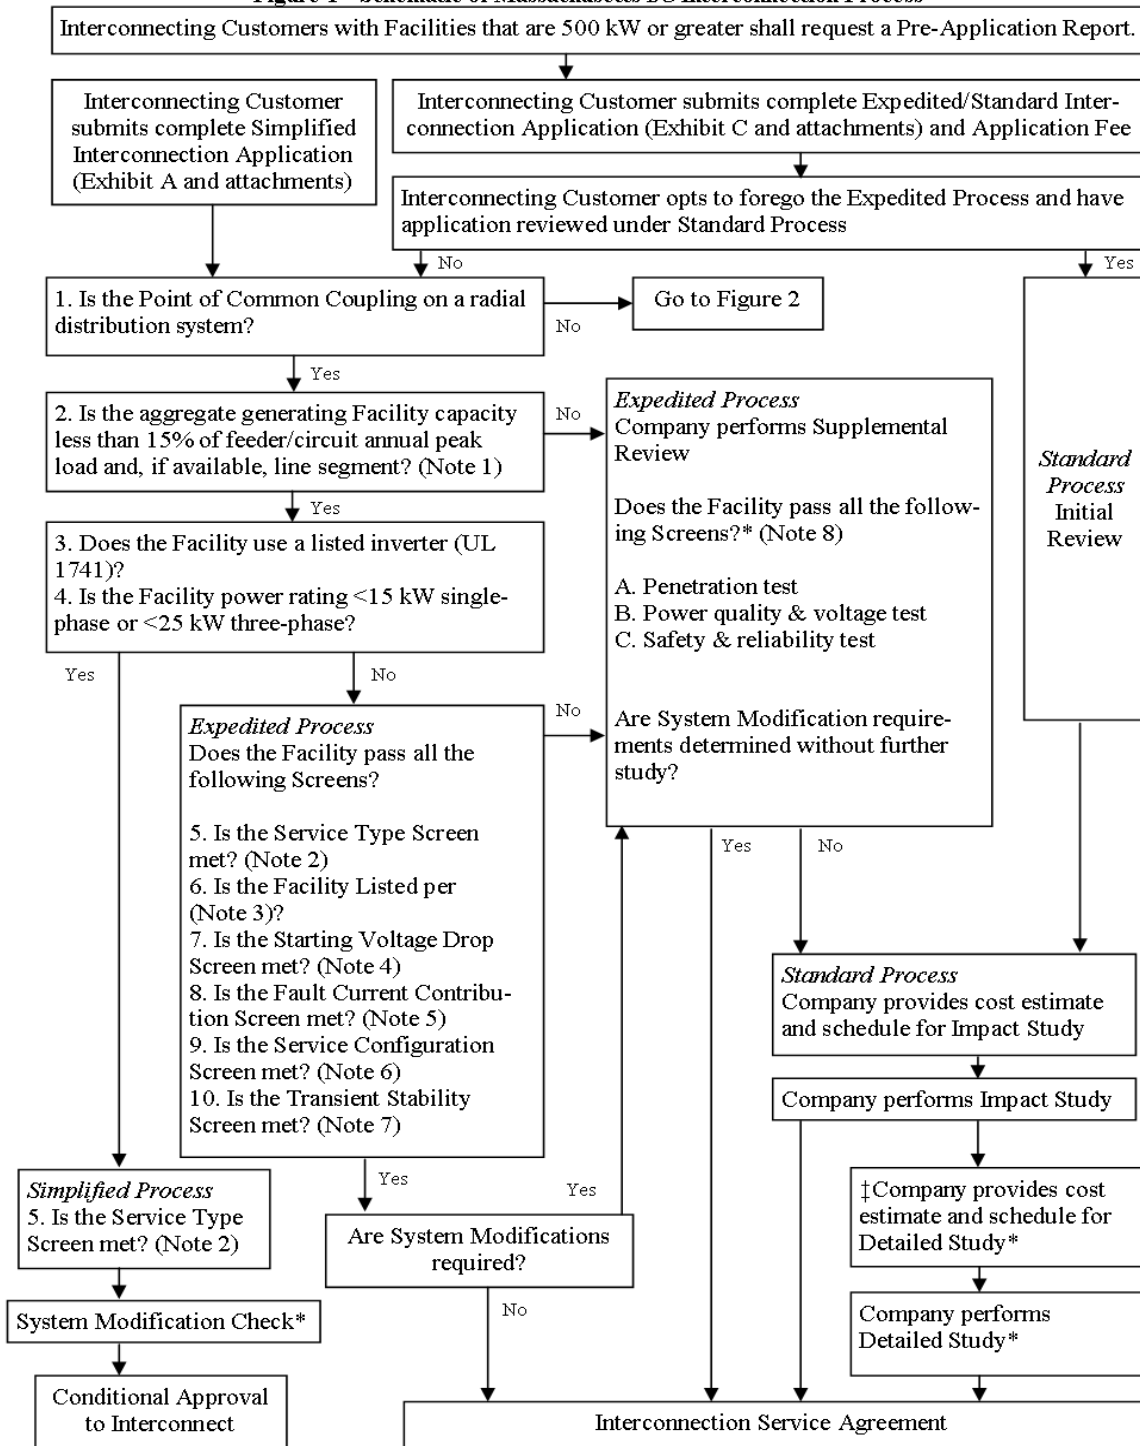 Figure 1 – Schematic of Massachusetts DG Interconnection Process
Interconnecting Customers with Facilities that are 500 kW or greater shall request a Pre-Application Report.
Interconnecting Customer
submits complete Simplified
Interconnection Application
(Exhibit A and attachments)
Interconnecting Customer submits complete Expedited/Standard Inter-
connection Application (Exhibit C and attachments) and Application Fee
Interconnecting Customer opts to forego the Expedited Process and have
application reviewed under Standard Process
No
Yes
1. Is the Point of Common Coupling on a radial
distribution system?
No
Go to Figure 2
Yes
2. Is the aggregate generating Facility capacity
less than 15% of feeder/circuit annual peak
load and, if available, line segment? (Note 1)
No
Yes
3. Does the Facility use a listed inverter (UL
1741)?
4. Is the Facility power rating <15 kW single-
phase or <25 kW three-phase?
Yes
No
Expedited Process
Company performs Supplemental
Review
Does the Facility pass all the follow-
ing Screens?* (Note 8)
A. Penetration test
B. Power quality & voltage test
C. Safety & reliability test
Are System Modification require-
ments determined without further
study?
Standard
Process
Initial
Review
Expedited Process
Does the Facility pass all the
following Screens?
5. Is the Service Type Screen
met? (Note 2)
6. Is the Facility Listed per
(Note 3)?
7. Is the Starting Voltage Drop
Screen met? (Note 4)
8. Is the Fault Current Contribu-
tion Screen met? (Note 5)
9. Is the Service Configuration
Screen met? (Note 6)
10. Is the Transient Stability
Screen met? (Note 7)
No
Yes
No
Standard Process
Company provides cost estimate
and schedule for Impact Study
Company performs Impact Study
‡Company provides cost
estimate and schedule for
Detailed Study*
Company performs
Detailed Study*
Yes
Yes
Simplified Process
5. Is the Service Type
Screen met? (Note 2)
Are System Modifications
required?
No
System Modification Check*
Conditional Approval
to Interconnect
Interconnection Service Agreement